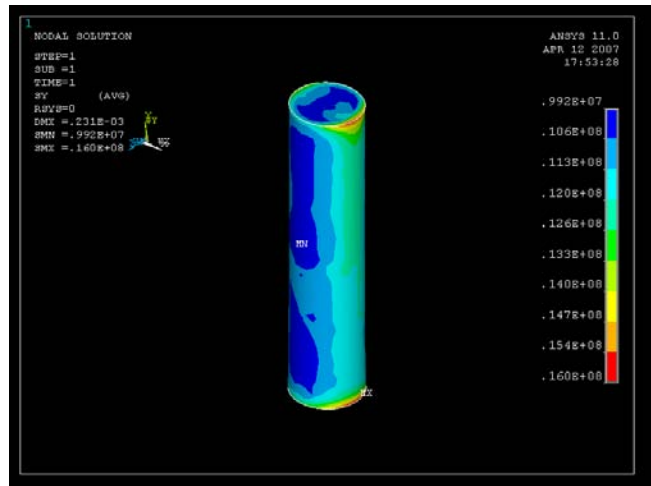 1
NODAL SOLUTION
STEP=1
SUB =1
TIME=1
SY (AVG)
RSYS=0
DMX =.231E-03
SMN =.992E+07
SMX =.160E+08
ANSYS 11.0
APR 12 2007
17:53:28
Y
MN
MX
.992E+07
.106E+08
.113E+08
.120E+08
.126E+08
.133E+08
.140E+08
.147E+08
.154E+08
.160E+08